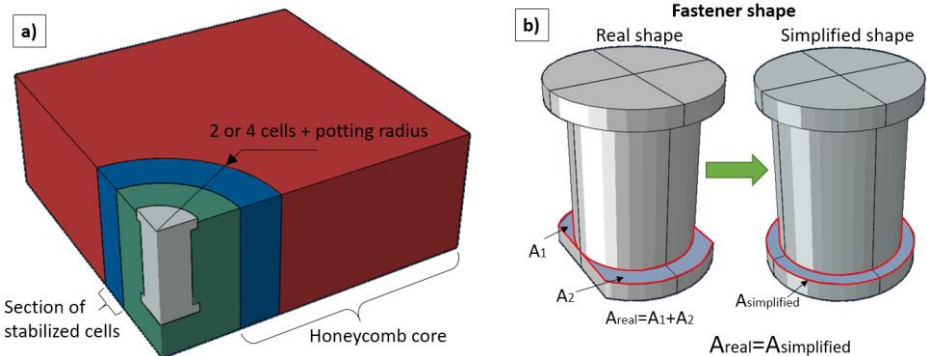 a)
2 or 4 cells + potting radius
Section of
stabilized cells
Honeycomb core
b)
Fastener shape
Real shape
Simplified shape
A1
A2
Areal=A1+A2
Asimplified
Areal=Asimplified